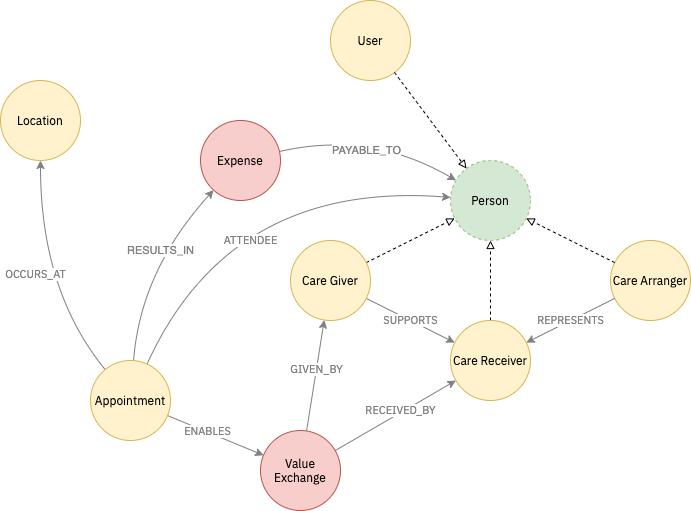 User
Location
Expense
PAYABLE_TO
Person
RESULTS_IN
ATTENDEE
OCCURS_AT
Care Giver
Care Arranger
SUPPORTS
REPRESENTS
Care Receiver
GIVEN_BY
Appointment
RECEIVED_BY
ENABLES
Value
Exchange